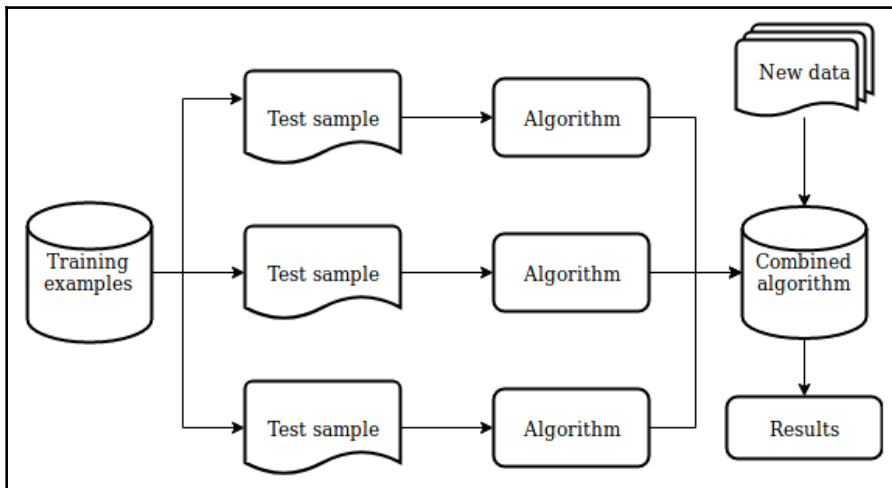 New data
Test sample
Algorithm
Training
examples
Test sample
Algorithm
Combined
algorithm
Test sample
Algorithm
Results